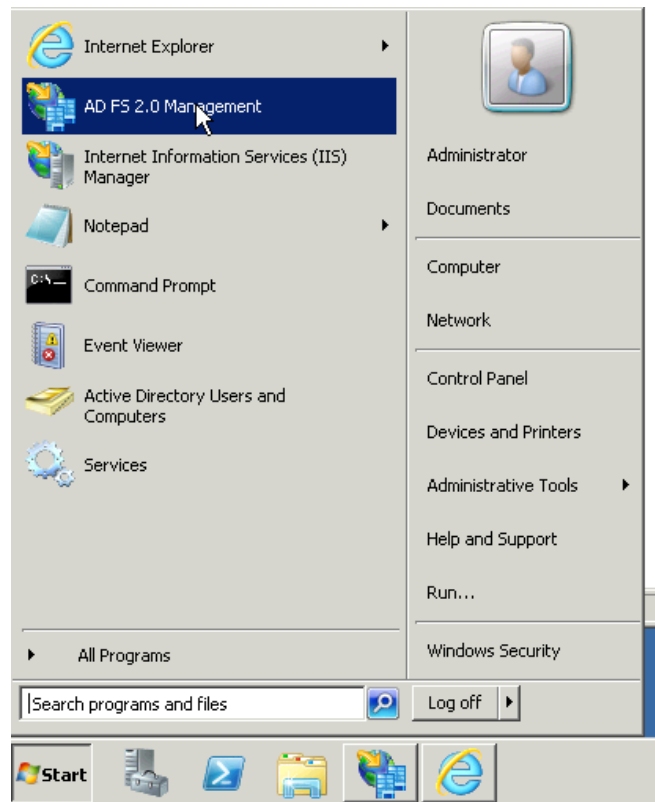 Internet Explorer
AD FS 2.0 Management
Internet Information Services (IIS)
Manager
Notepad
C:\_
Command Prompt
Event Viewer
Active Directory Users and
Computers
Services
All Programs
Search programs and files
Administrator
Documents
Computer
Network
Control Panel
Devices and Printers
Administrative Tools
Help and Support
Run...
Windows Security
Log off
Start